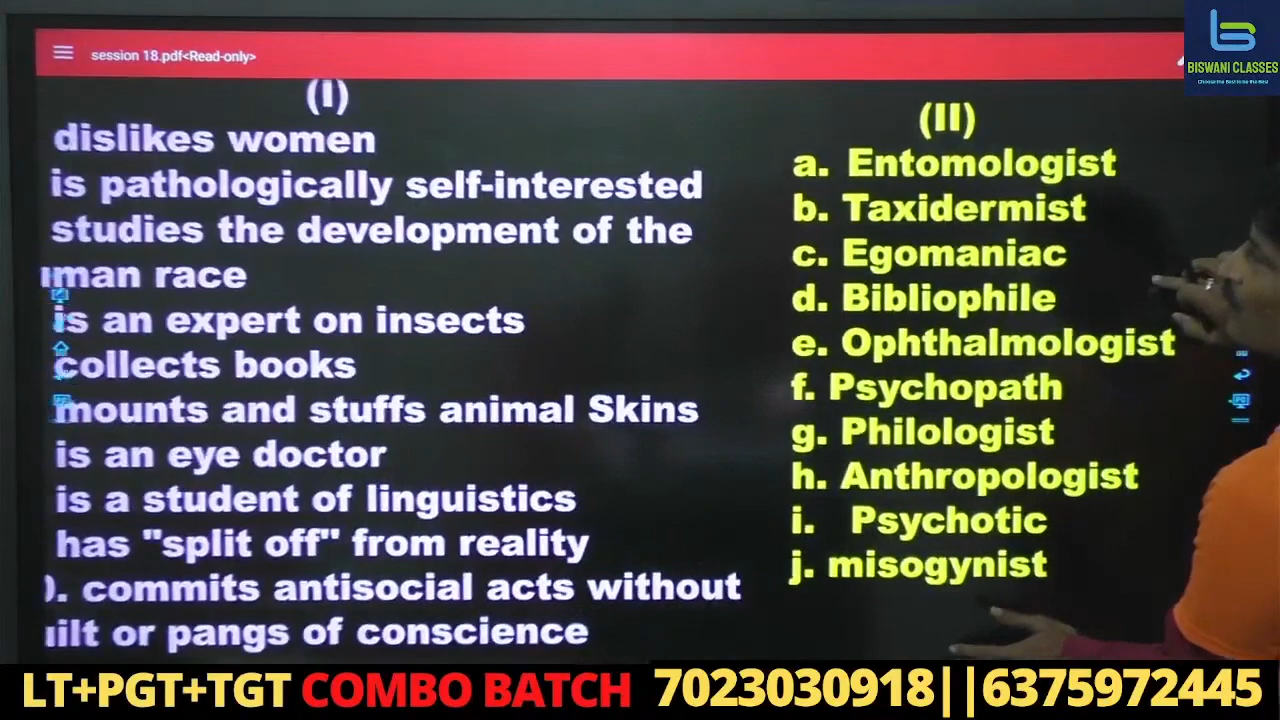 session 18.pdf<Read-only>
BISWANI CLASSES
(I)
dislikes women
is pathologically self-interested
studies the development of the
man race
is an expert on insects
collects books
mounts and stuffs animal Skins
is an eye doctor
is a student of linguistics
has "split off" from reality
). commits antisocial acts without
ilt or pangs of conscience
(II)
a. Entomologist
b. Taxidermist
c. Egomaniac
d. Bibliophile
e. Ophthalmologist
f. Psychopath
g. Philologist
h. Anthropologist
i. Psychotic
j. misogynist
LT+PGT+TGT COMBO BATCH 7023030918||6375972445